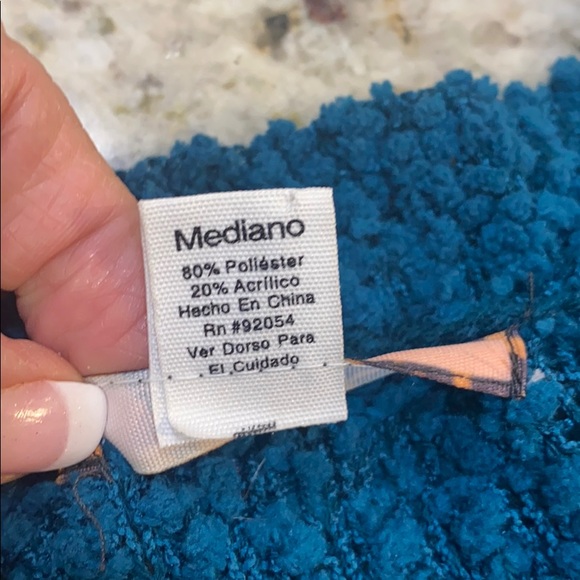 Mediano
80% Poliéster
20% Acrílico
Hecho En China
Rn #92054
Ver Dorso Para
El Cuidado